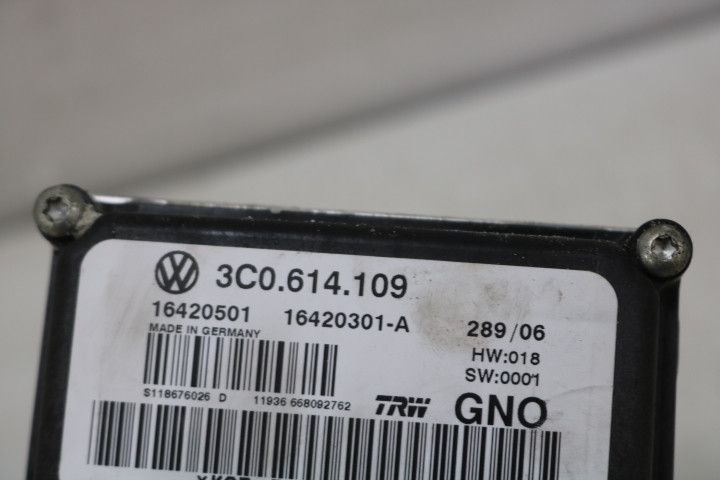 3C0.614.109
16420501 16420301-A 289/06
MADE IN GERMANY HW:018
SW:0001
S118676026 D 11936 668092762 TRW GNO